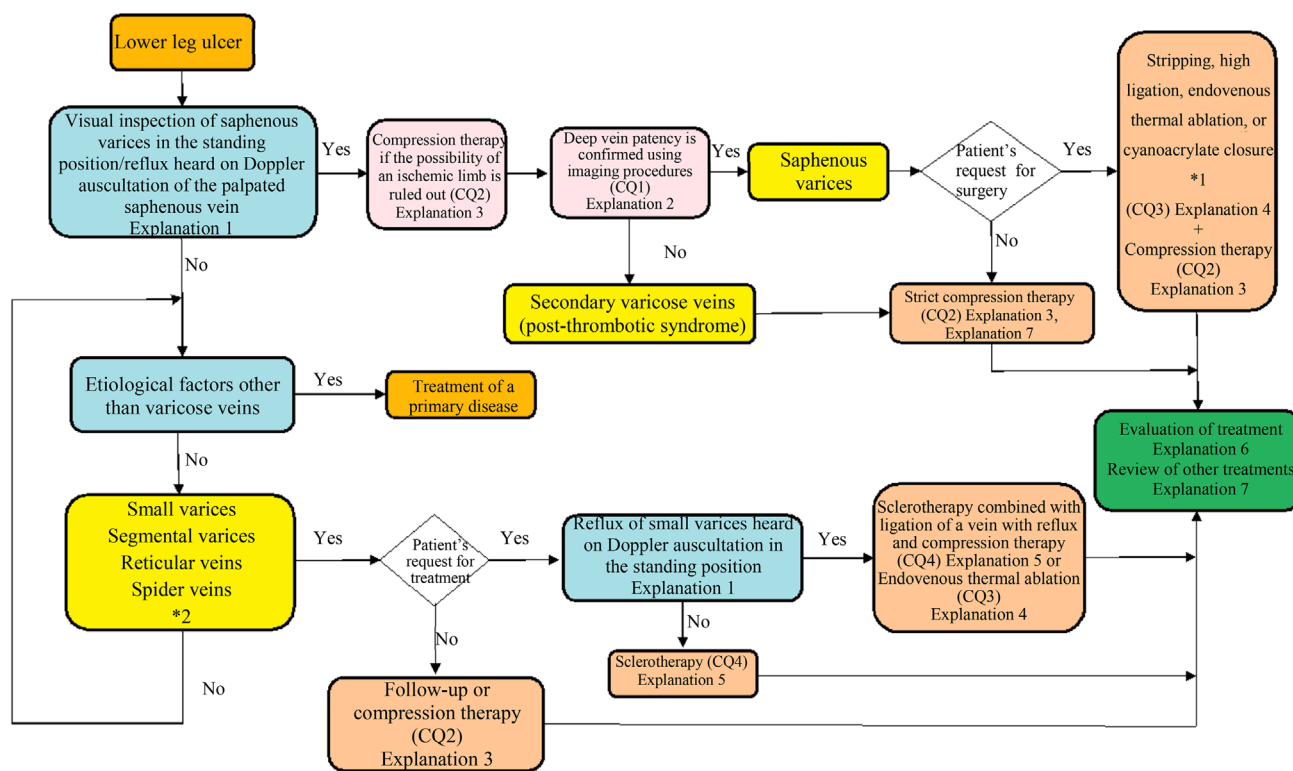 Lower leg ulcer
Visual inspection of saphenous
varices in the standing
position/reflux heard on Doppler
auscultation of the palpated
saphenous vein
Explanation 1
Yes
Compression therapy
if the possibility of
an ischemic limb is
ruled out (CQ2)
Explanation 3
Deep vein patency is
confirmed using
imaging procedures
(CQ1)
Explanation 2
Yes
Saphenous
varices
Patient's
request for
surgery
Yes
Stripping, high
ligation, endovenous
thermal ablation, or
cyanoacrylate closure
*1
(CQ3) Explanation 4
+
Compression therapy
(CQ2)
Explanation 3
No
No
No
Secondary varicose veins
(post-thrombotic syndrome)
Strict compression therapy
(CQ2) Explanation 3,
Explanation 7
Etiological factors other
than varicose veins
Yes
Treatment of a
primary disease
Evaluation of treatment
Explanation 6
Review of other treatments
Explanation 7
No
Small varices
Segmental varices
Reticular veins
Spider veins
*2
Yes
Patient's
request for
treatment
Yes
Reflux of small varices heard
on Doppler auscultation in
the standing position
Explanation 1
Yes
Sclerotherapy combined with
ligation of a vein with reflux
and compression therapy
(CQ4) Explanation 5 or
Endovenous thermal ablation
(CQ3)
Explanation 4
No
No
No
Sclerotherapy (CQ4)
Explanation 5
Follow-up or
compression therapy
(CQ2)
Explanation 3